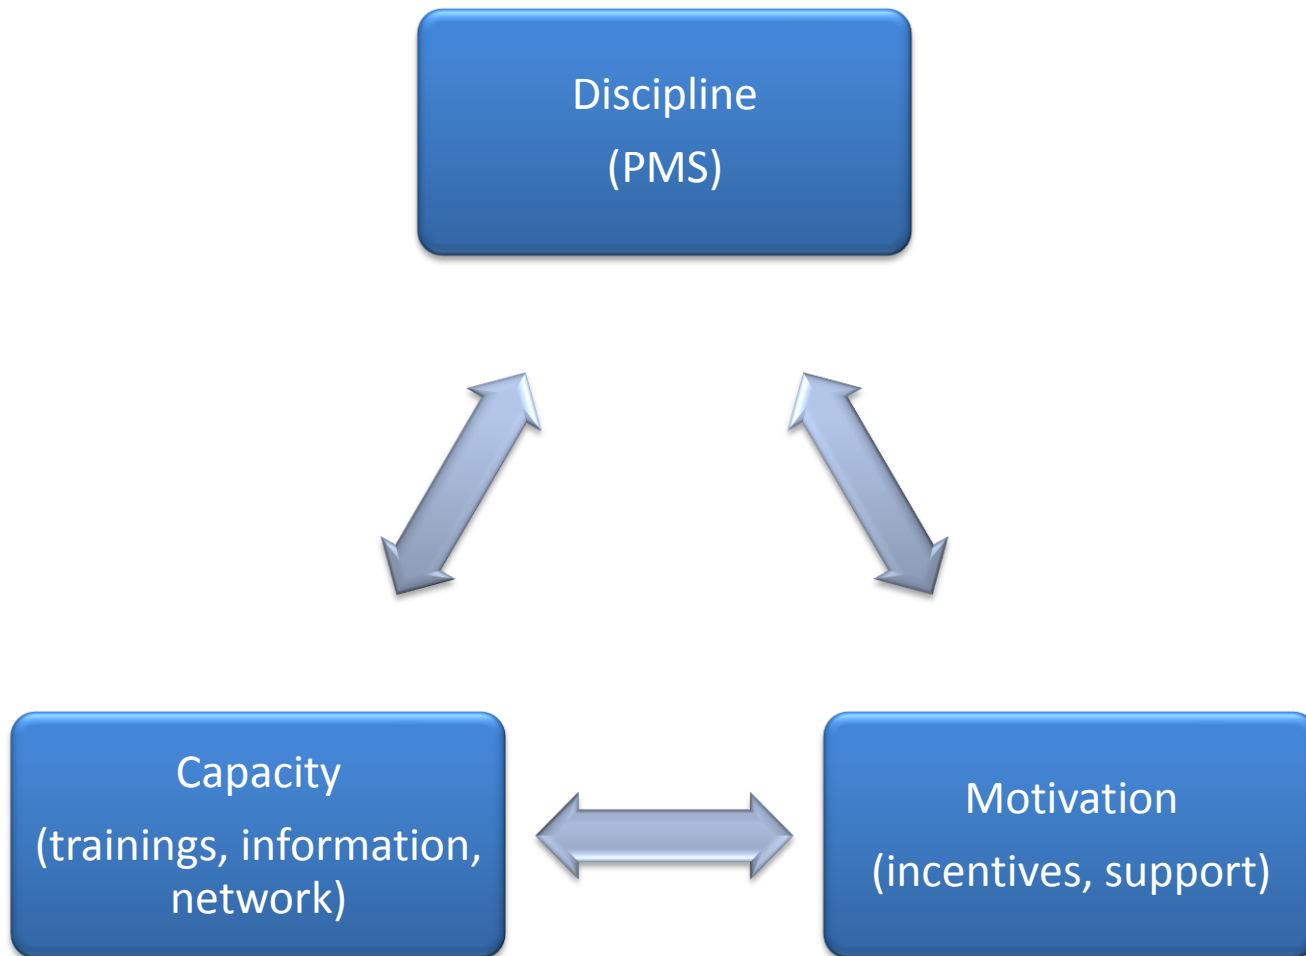 Discipline
(PMS)
Capacity
(trainings, information,
network)
Motivation
(incentives, support)